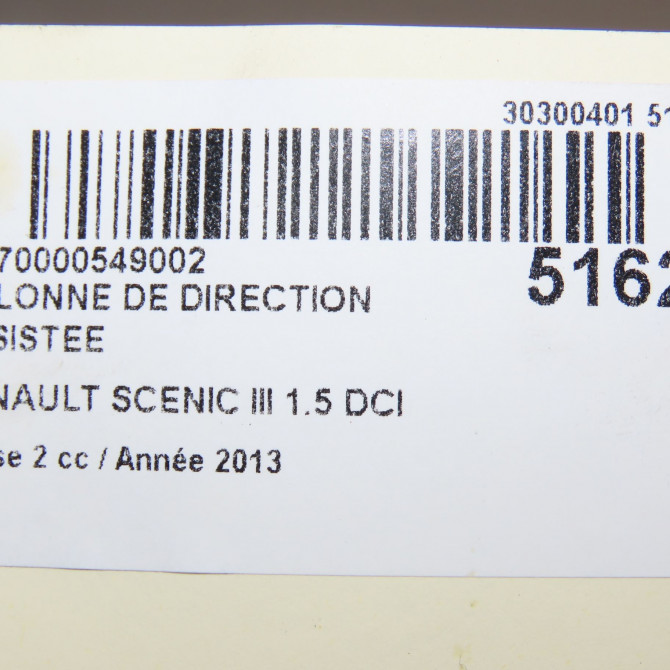 30300401 51
70000549002
5162
LONNE DE DIRECTION
SISTEE
NAULT SCENIC III 1.5 DCI
se 2 cc / Année 2013